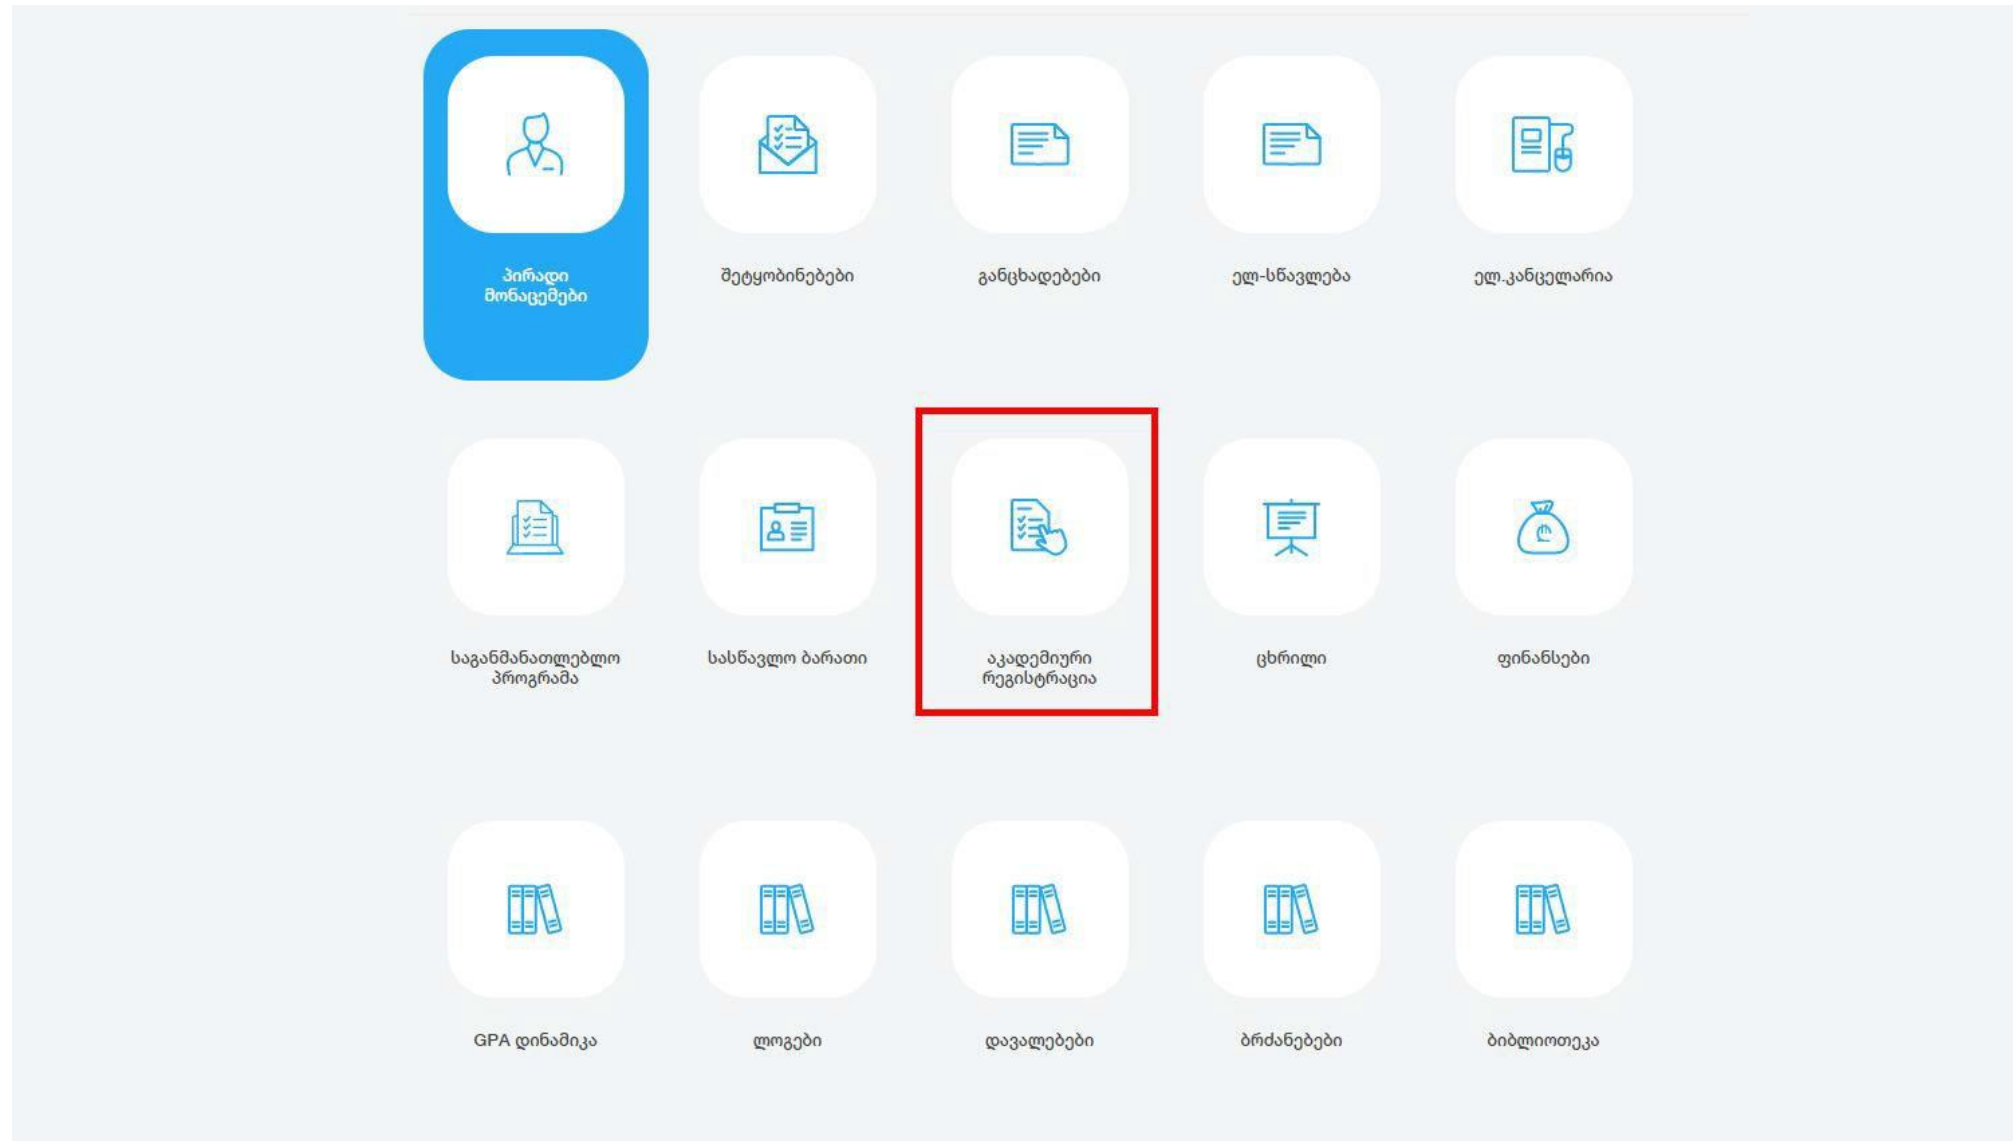 პირადი
მონაცემები
შეტყობინებები
განცხადებები
ელ-სწავლება
ელ.კანცელარია
საგანმანათლებლო
პროგრამა
სასწავლო ბარათი
აკადემიური
რეგისტრაცია
ცხრილი
ფინანსები
GPA დინამიკა
ლოგები
დავალებები
ბრძანებები
ბიბლიოთეკა